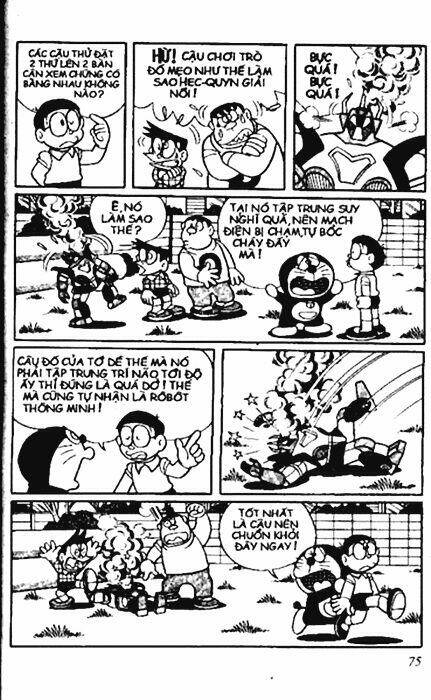 CÁC CẬU THỬ ĐẶT
2 THỨ LÊN 2 BÀN
CÂN XEM CHÚNG CÓ
BẰNG NHAU KHÔNG
NÀO?
HỪ! CẬU CHƠI TRÒ
ĐỐ MẸO NHƯ THẾ LÀM
SAO HEC-QUYN GIẢI
NỔI!
BỰC
QUÁ!
BỰC
QUÁ!
Ê, NÓ
LÀM SAO
THẾ?
TẠI NÓ TẬP TRUNG SUY
NGHĨ QUÁ, NÊN MẠCH
ĐIỆN BỊ CHẠM, TỰ BỐC
CHÁY ĐẤY
MÀ!
CÂU ĐỐ CỦA TỚ DỄ THẾ MÀ NÓ
PHẢI TẬP TRUNG TRÍ NÃO TỚI ĐỘ
ẤY THÌ ĐÚNG LÀ QUÁ DỞ! THẾ
MÀ CŨNG TỰ NHẬN LÀ RÔBỐT
THÔNG MINH!
TỐT NHẤT
LÀ CẬU NÊN
CHUỒN KHỎI
ĐÂY NGAY!
75